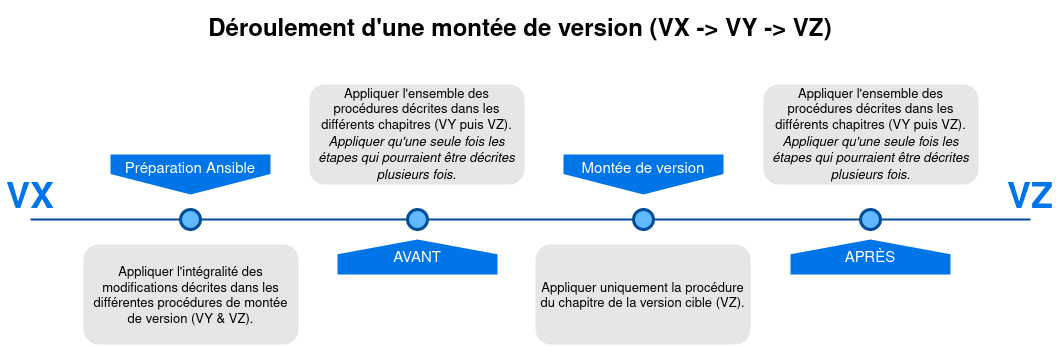 Déroulement d'une montée de version (VX -> VY -> VZ)
VX
Préparation Ansible
Appliquer l'intégralité des
modifications décrites dans les
différentes procédures de montée
de version (VY & VZ).
Appliquer l'ensemble des
procédures décrites dans les
différents chapitres (VY puis VZ).
Appliquer qu'une seule fois les
étapes qui pourraient être décrites
plusieurs fois.
AVANT
Montée de version
Appliquer uniquement la procédure
du chapitre de la version cible (VZ).
Appliquer l'ensemble des
procédures décrites dans les
différents chapitres (VY puis VZ).
Appliquer qu'une seule fois les
étapes qui pourraient être décrites
plusieurs fois.
APRÈS
VZ